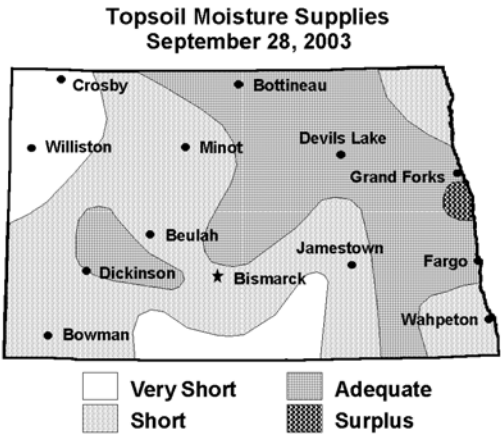 Topsoil Moisture Supplies
September 28, 2003
Crosby
Bottineau
Williston
Minot
Devils Lake
Grand Forks
Beulah
Jamestown
Fargo
Dickinson
Bismarck
Bowman
Wahpeton
Very Short
Adequate
Short
Surplus